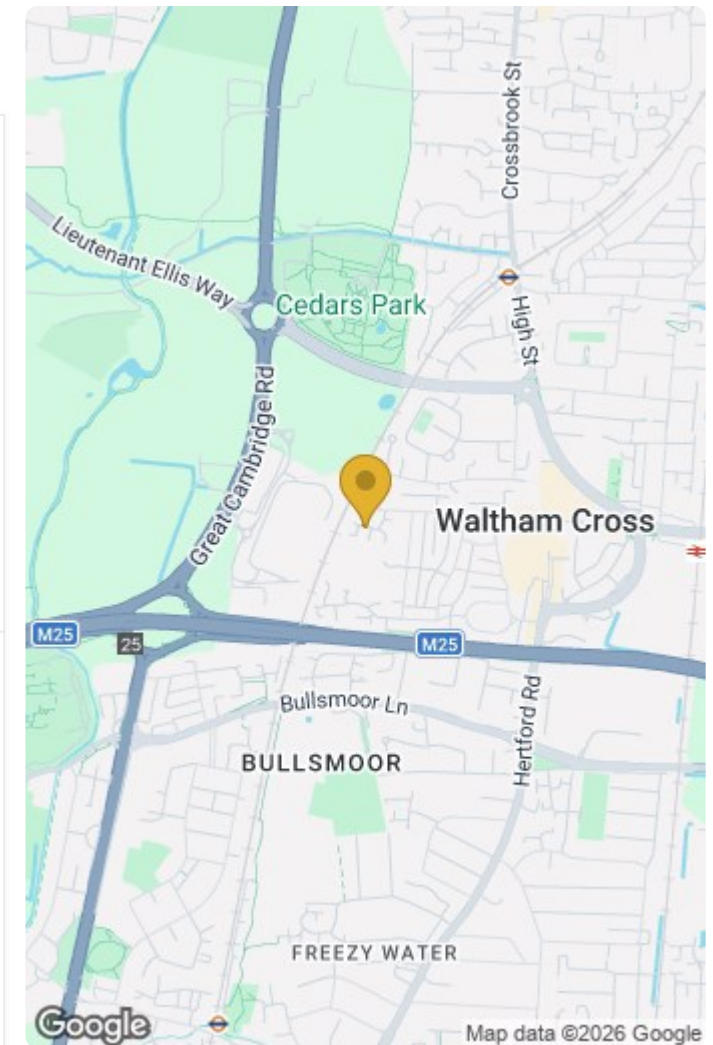 Crossbrook St
Lieutenant Ellis Way
Cedars Park
High St
Great Cambridge Rd
Waltham Cross
M25
25
M25
Bullsmoor Ln
Hertford Rd
BULLSMOOR
FREEZY WATER
Google
Map data ©2026 Google